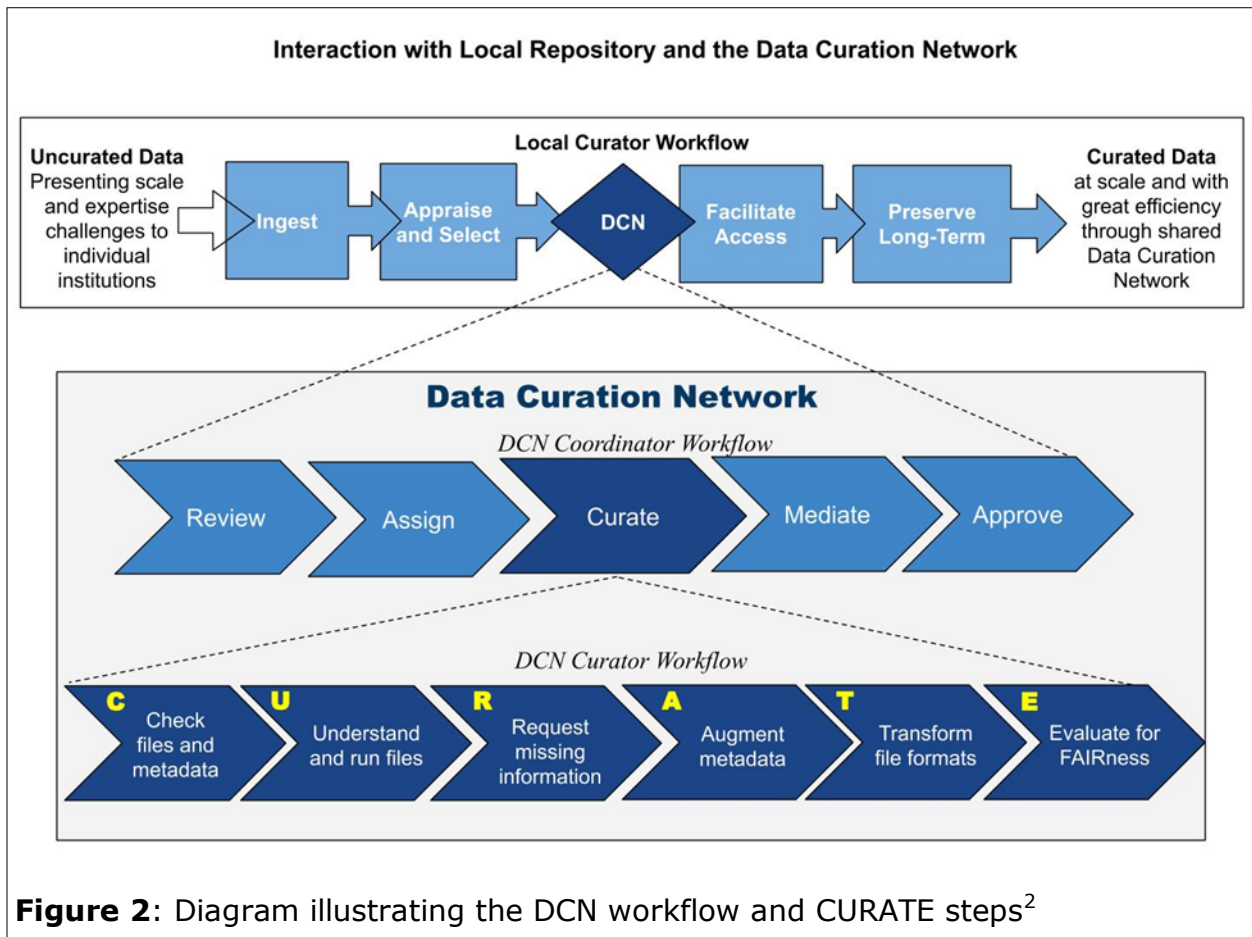 Interaction with Local Repository and the Data Curation Network
Local Curator Workflow
Uncurated Data
Presenting scale
and expertise
challenges to
individual
institutions
Ingest
Appraise
and Select
DCN
Facilitate
Access
Preserve
Long-Term
Curated Data
at scale and with
great efficiency
through shared
Data Curation
Network
Data Curation Network
DCN Coordinator Workflow
Review
Assign
Curate
Mediate
Approve
DCN Curator Workflow
C
Check
files and
metadata
U
Understand
and run files
R
Request
missing
information
A
Augment
metadata
T
Transform
file formats
E
Evaluate for
FAIRness
Figure 2: Diagram illustrating the DCN workflow and CURATE steps2